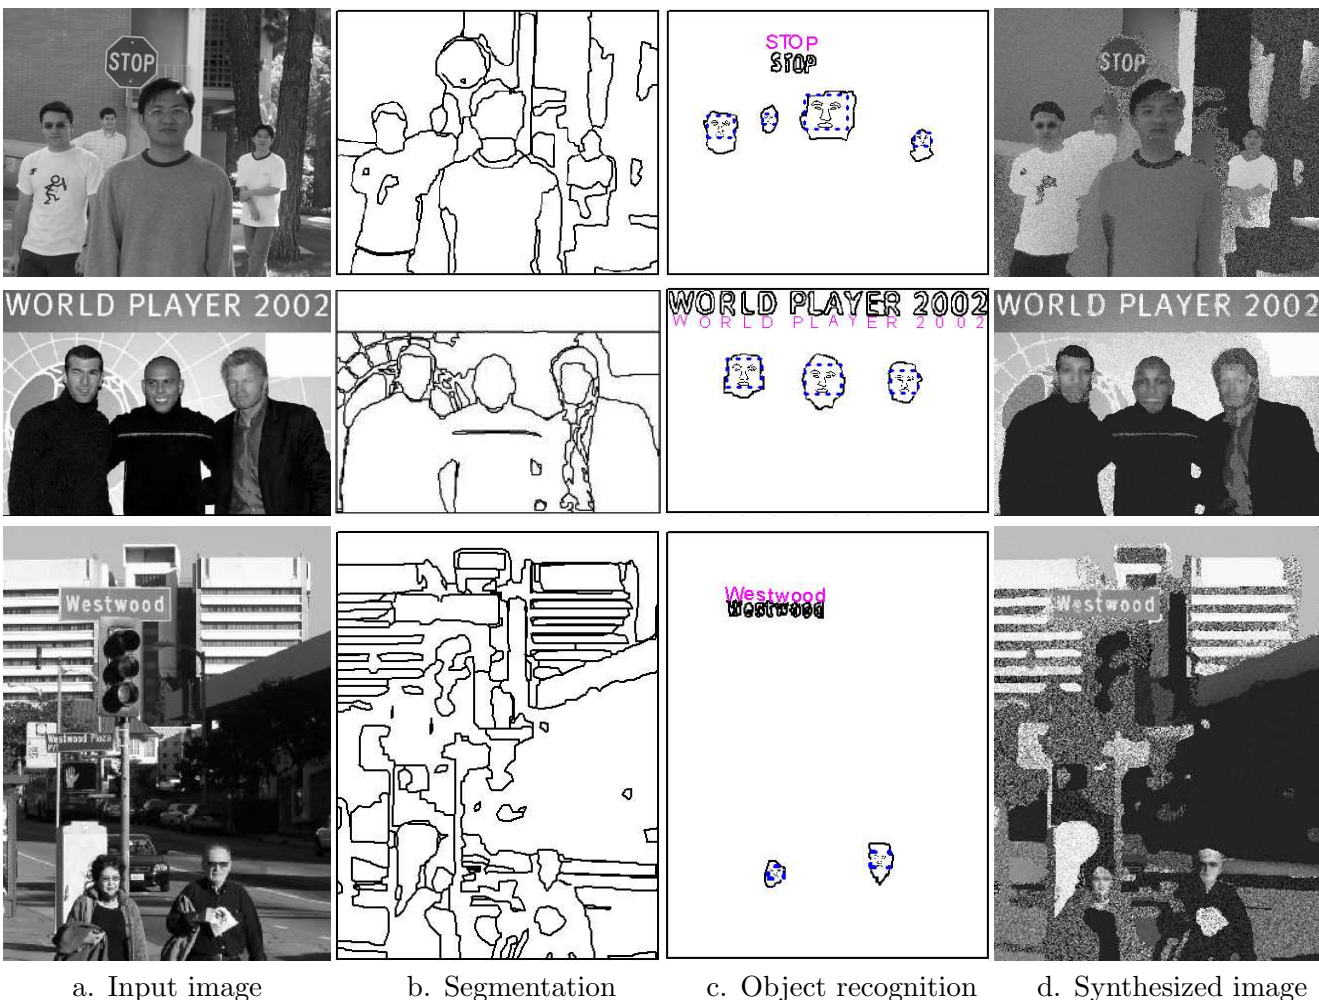 STOP
STOP
STOP
STOP
WORLD PLAYER 2002
WORLD PLAYER 2002
WORLD PLAYER 2002
WORLD PLAYER 2002
Westwood
Westwood
Westwood
Westwood
Westwood Plaza
a. Input image
b. Segmentation
c. Object recognition
d. Synthesized image